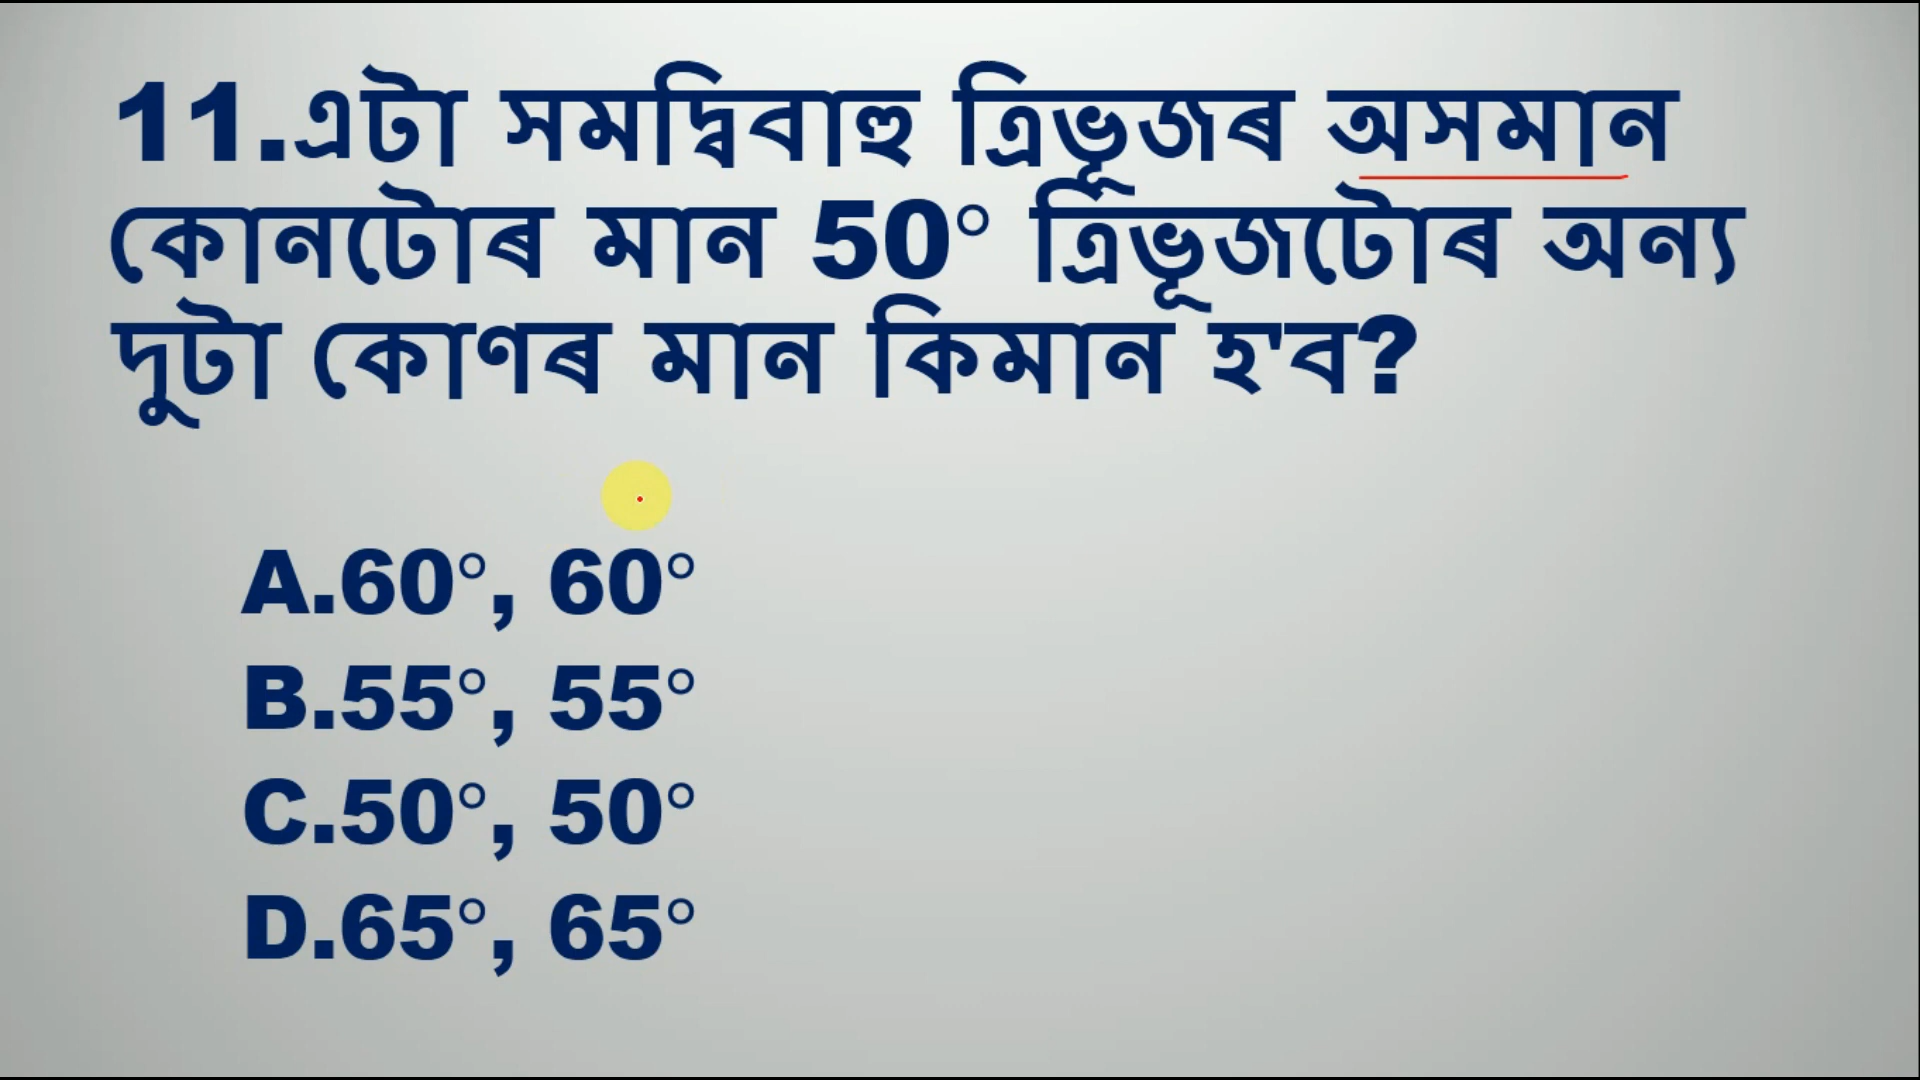 11.এটা সমদ্বিবাহু ত্ৰিভূজৰ অসমান
কোনটোৰ মান 50° ত্ৰিভূজটোৰ অন্য
দুটা কোণৰ মান কিমান হ'ব?
A.60°, 60°
B.55°, 55°
C.50°, 50°
D.65°, 65°